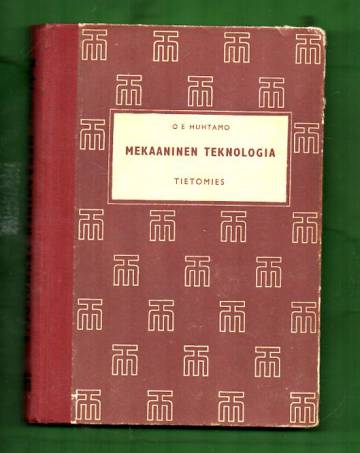 O E HUHTAMO
MEKAANINEN TEKNOLOGIA
TIETOMIES